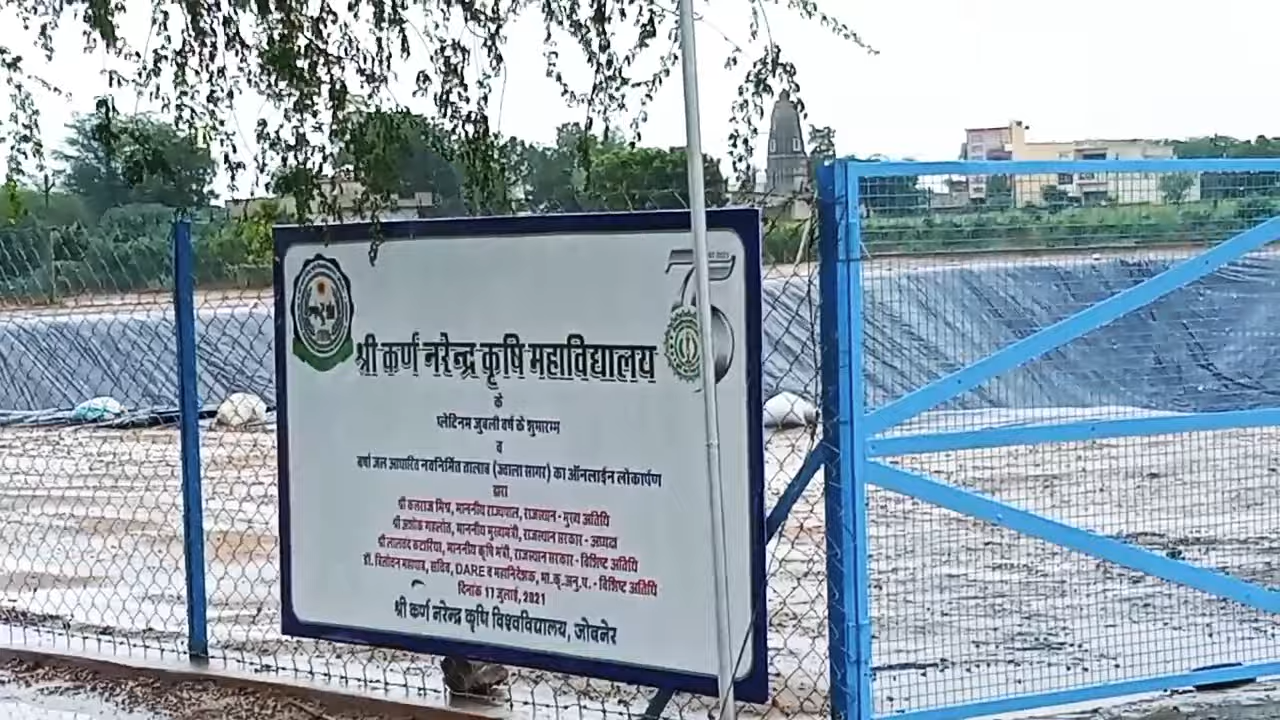 श्री कर्ण नरेन्द्र कृषि महाविद्यालय
के
प्लेटिनम जुबली वर्ष के शुभारम्भ
व
वर्षा जल आधारित नवनिर्मित तालाब (ज्वाला सागर) का ऑनलाईन लोकार्पण
द्वारा
श्री कलराज मिश्र, माननीय राज्यपाल, राजस्थान - मुख्य अतिथि
श्री अशोक गहलोत, माननीय मुख्यमंत्री, राजस्थान सरकार - अध्यक्ष
श्री लालचंद कटारिया, माननीय कृषि मंत्री, राजस्थान सरकार - विशिष्ट अतिथि
डॉ. त्रिलोचन महापात्र, सचिव, DARE व महानिदेशक, भा.कृ.अनु.प. - विशिष्ट अतिथि
दिनांक 17 जुलाई, 2021
श्री कर्ण नरेन्द्र कृषि विश्वविद्यालय, जोबनेर